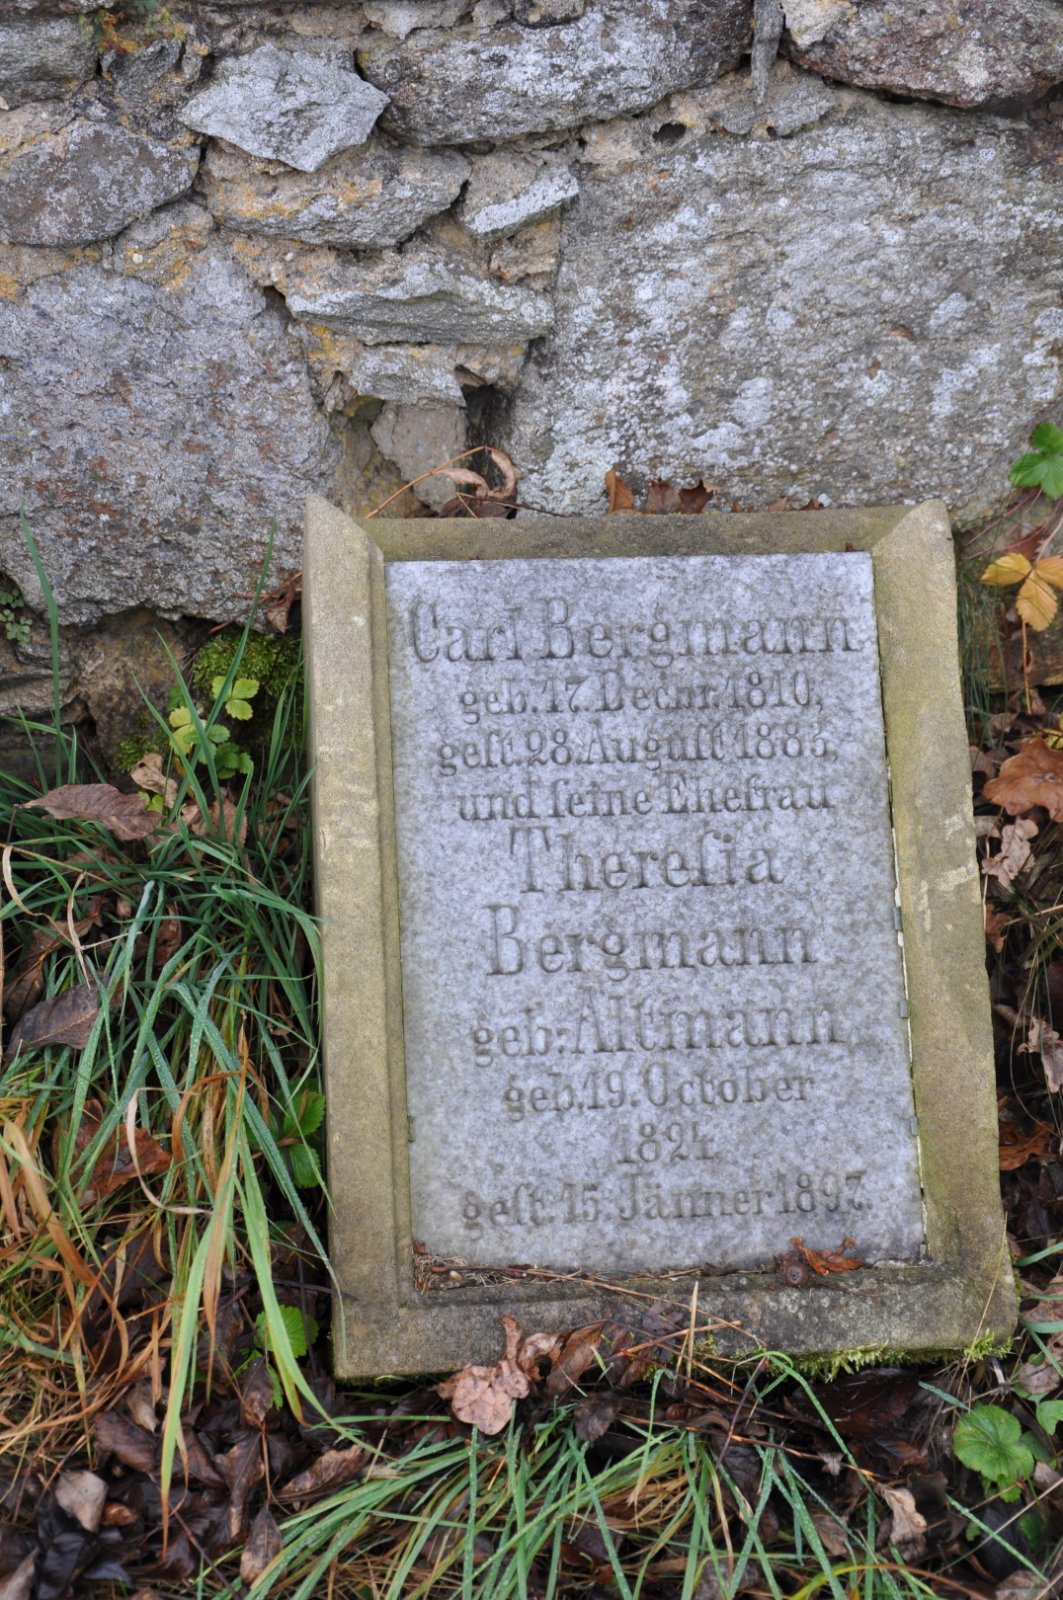 Carl Bergmann
geb. 17. Decbr. 1810,
geſt. 28. Auguſt 1883,
und ſeine Ehefrau
Thereſia
Bergmann
geb: Altmann,
geb. 19. October
1824
geſt. 15. Jänner 1897.